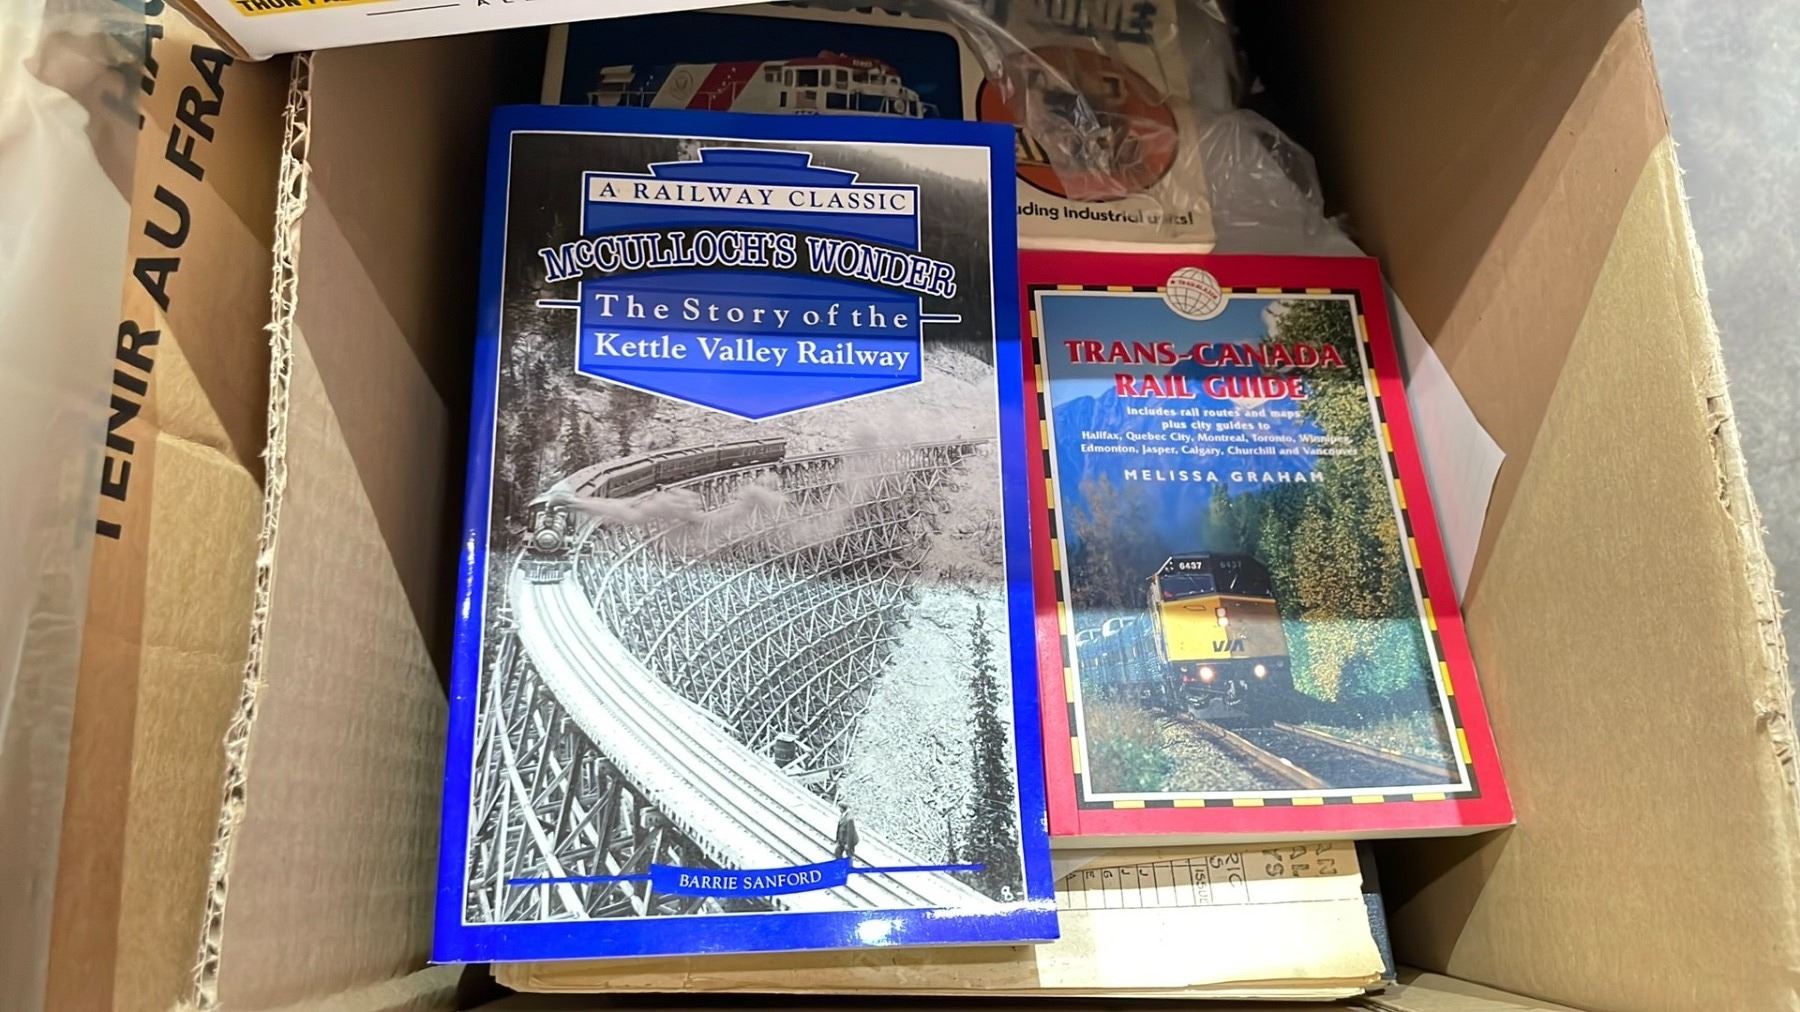 TENIR AU FRA
A RAILWAY CLASSIC
McCULLOCH'S WONDER
The Story of the
Kettle Valley Railway
BARRIE SANFORD
uding Industrial units!
TRAILBLAZER
TRANS-CANADA
RAIL GUIDE
Includes rail routes and maps
plus city guides to
Halifax, Quebec City, Montreal, Toronto, Winnipeg,
Edmonton, Jasper, Calgary, Churchill and Vancouver
MELISSA GRAHAM
6437 6437
VIA